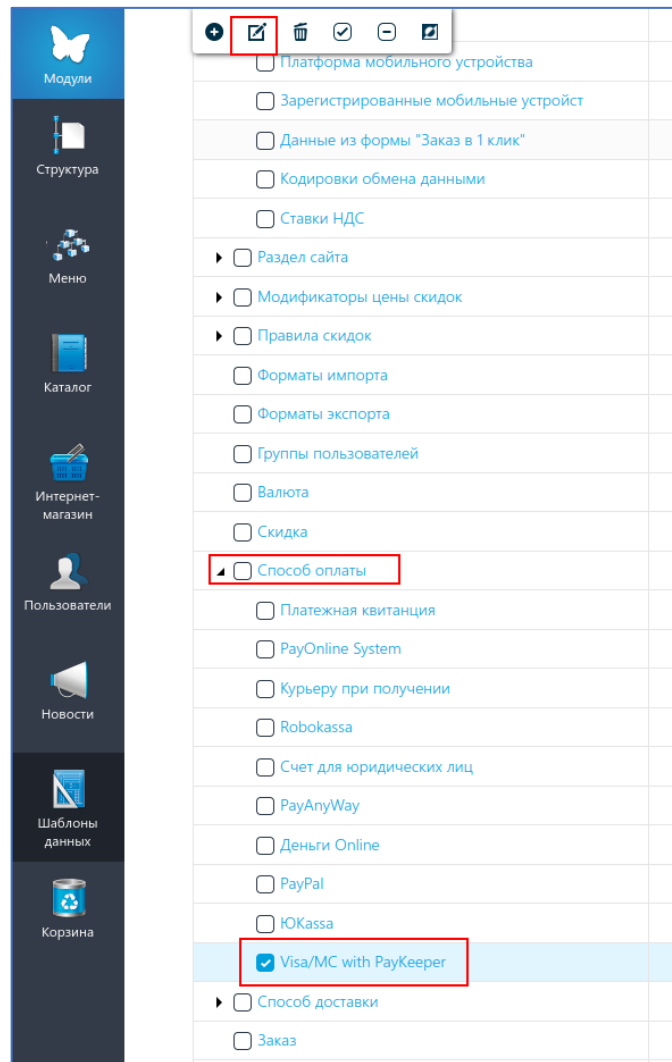 Модули
Структура
Меню
Каталог
Интернет-
магазин
Пользователи
Новости
Шаблоны
данных
Корзина
Платформа мобильного устройства
Зарегистрированные мобильные устройст
Данные из формы "Заказ в 1 клик"
Кодировки обмена данными
Ставки НДС
Раздел сайта
Модификаторы цены скидок
Правила скидок
Форматы импорта
Форматы экспорта
Группы пользователей
Валюта
Скидка
Способ оплаты
Платежная квитанция
PayOnline System
Курьеру при получении
Robokassa
Счет для юридических лиц
PayAnyWay
Деньги Online
PayPal
ЮKassa
Visa/MC with PayKeeper
Способ доставки
Заказ